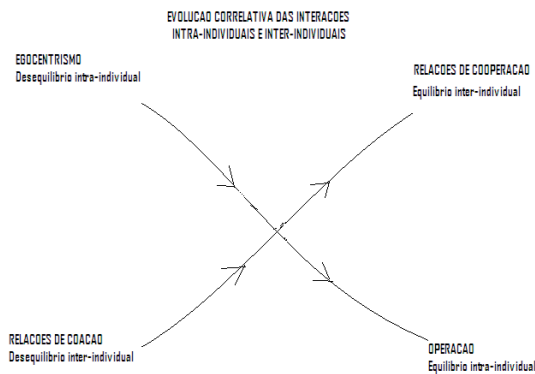 EVOLUCAO CORRELATIVA DAS INTERACOES
INTRA-INDIVIDUAIS E INTER-INDIVIDUAIS
EGOCENTRISMO
Desequilibrio intra-individual
RELACOES DE COOPERACAO
Equilibrio inter-individual
RELACOES DE COACAO
Desequilibrio inter-individual
OPERACAO
Equilibrio intra-individual